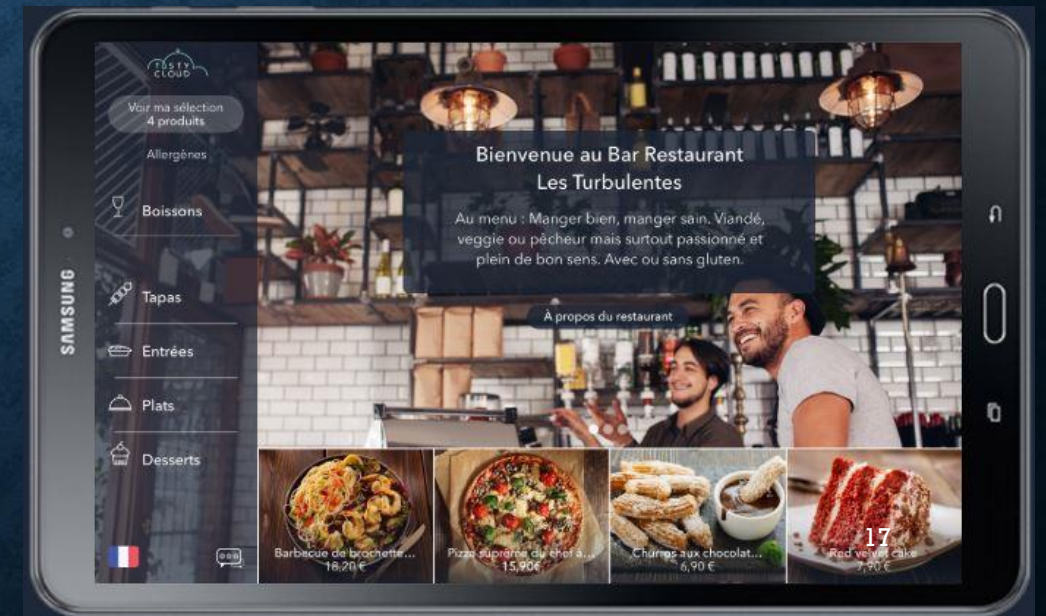 SAMSUNG
TASTY
CLOUD
Voir ma sélection
4 produits
Allergènes
Boissons
Tapas
Entrées
Plats
Desserts
Bienvenue au Bar Restaurant
Les Turbulentes
Au menu : Manger bien, manger sain. Viandé,
veggie ou pêcheur mais surtout passionné et
plein de bon sens. Avec ou sans gluten.
À propos du restaurant
Barbecue de brochette...
18,20 €
Pizza suprême du chef à...
15,90€
Churros aux chocolat...
6,90 €
17
Red velvet cake
7,90 €